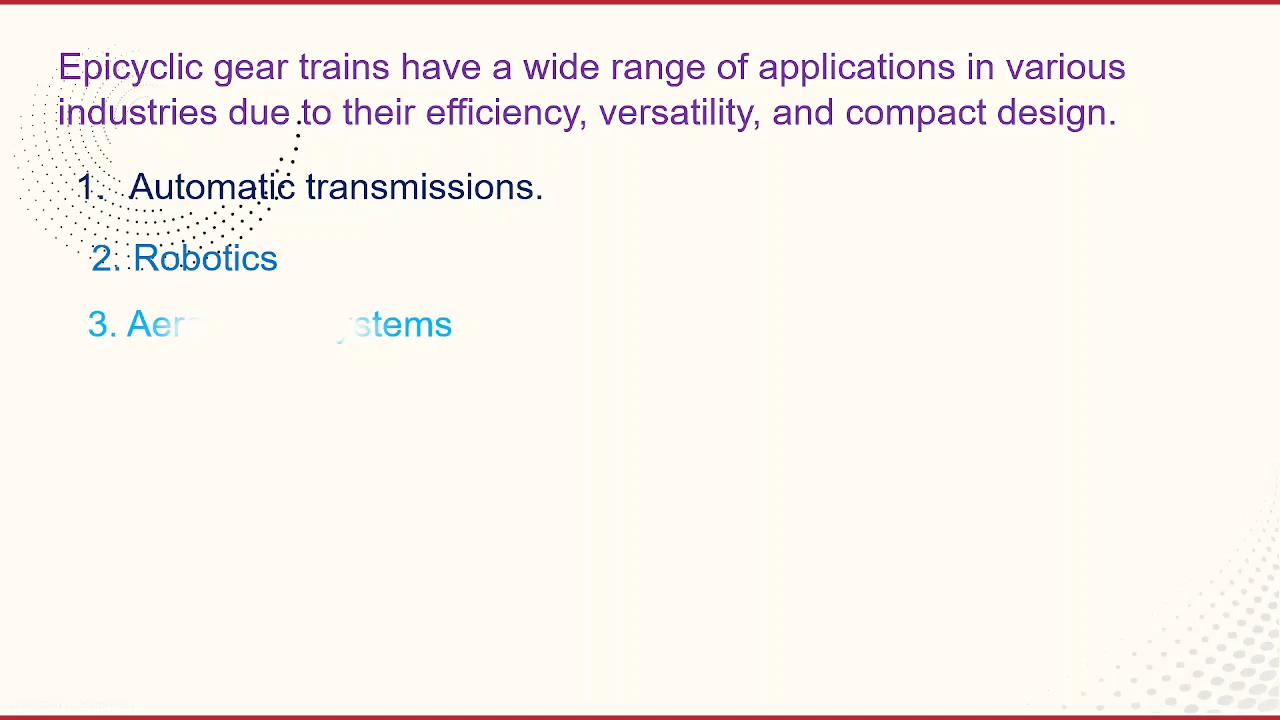 Epicyclic gear trains have a wide range of applications in various
industries due to their efficiency, versatility, and compact design.
1. Automatic transmissions.
2. Robotics
3.